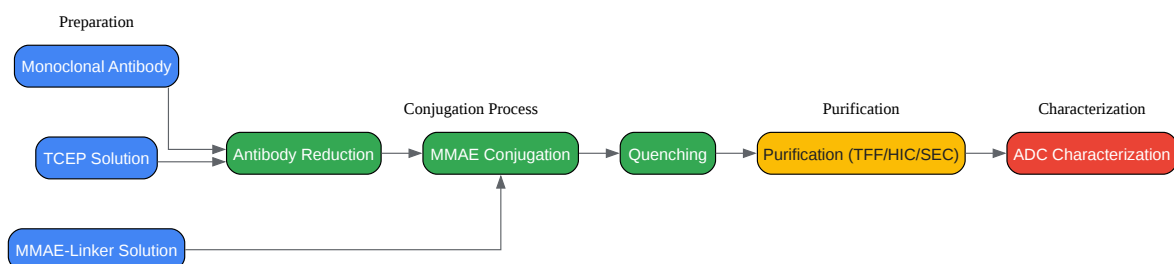 Preparation
Monoclonal Antibody
Conjugation Process
Purification
Characterization
TCEP Solution
Antibody Reduction
MMAE Conjugation
Quenching
Purification (TFF/HIC/SEC)
ADC Characterization
MMAE-Linker Solution